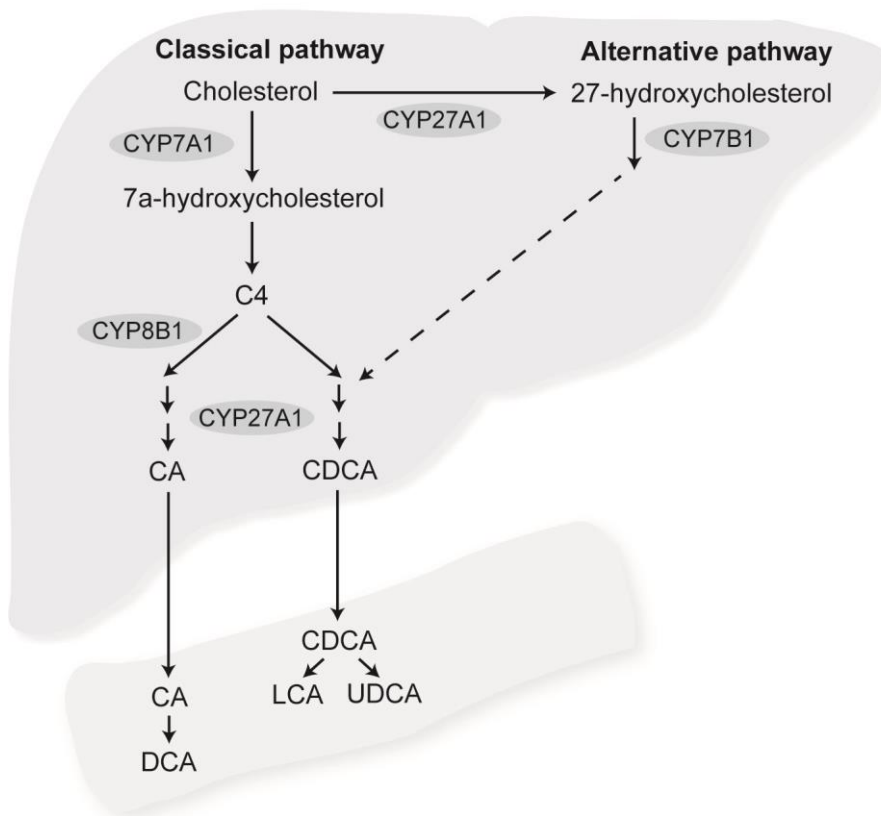 Classical pathway
Alternative pathway
Cholesterol
27-hydroxycholesterol
CYP27A1
CYP7A1
CYP7B1
7a-hydroxycholesterol
C4
CYP8B1
CYP27A1
CA
CDCA
CDCA
LCA
UDCA
CA
DCA